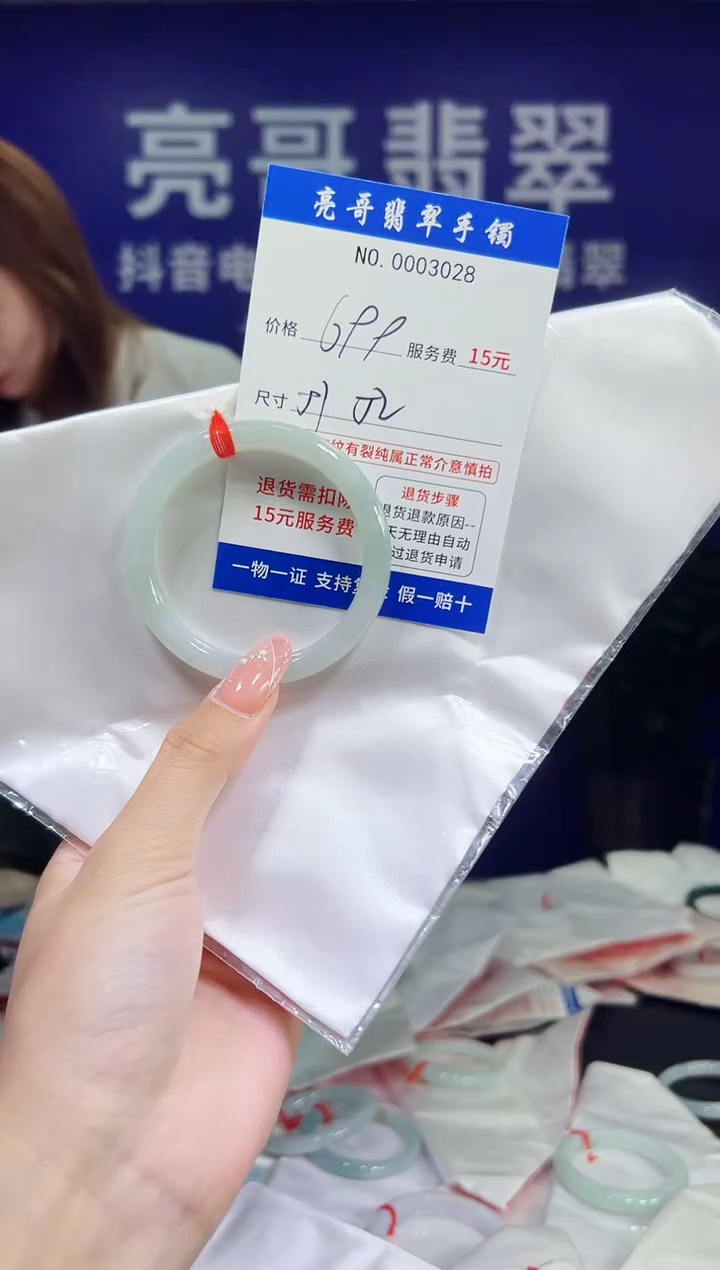 亮哥翡翠
抖音电
翡翠
亮哥翡翠手镯
NO.0003028
价格 699 服务费 15元
尺寸
纹有裂纯属正常介意慎拍
退货需扣
15元服务费
退货步骤
退货退款原因--
天无理由自动
过退货申请
一物一证 支持 假一赔十